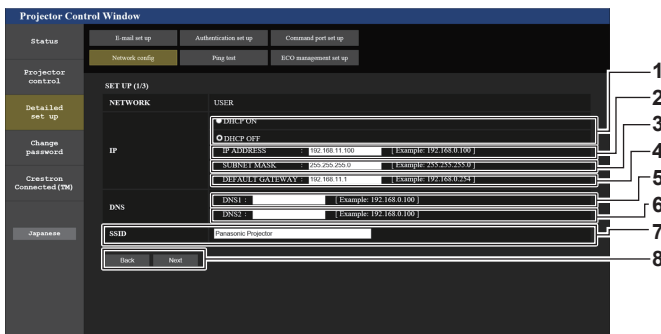 Projector Control Window
Status
Projector
control
Detailed
set up
Change
password
Crestron
Connected(TM)
Japanese
E-mail set up
Authentication set up
Command port set up
Network config
Ping test
ECO management set up
SET UP (1/3)
NETWORK USER
IP
DHCP ON
DHCP OFF
IP ADDRESS : 192.168.11.100 [ Example: 192.168.0.100 ]
SUBNET MASK : 255.255.255.0 [ Example: 255.255.255.0 ]
DEFAULT GATEWAY : 192.168.11.1 [ Example: 192.168.0.254 ]
DNS
DNS1 : [ Example: 192.168.0.100 ]
DNS2 : [ Example: 192.168.0.100 ]
SSID Panasonic Projector
Back Next
1
2
3
4
5
6
7
8